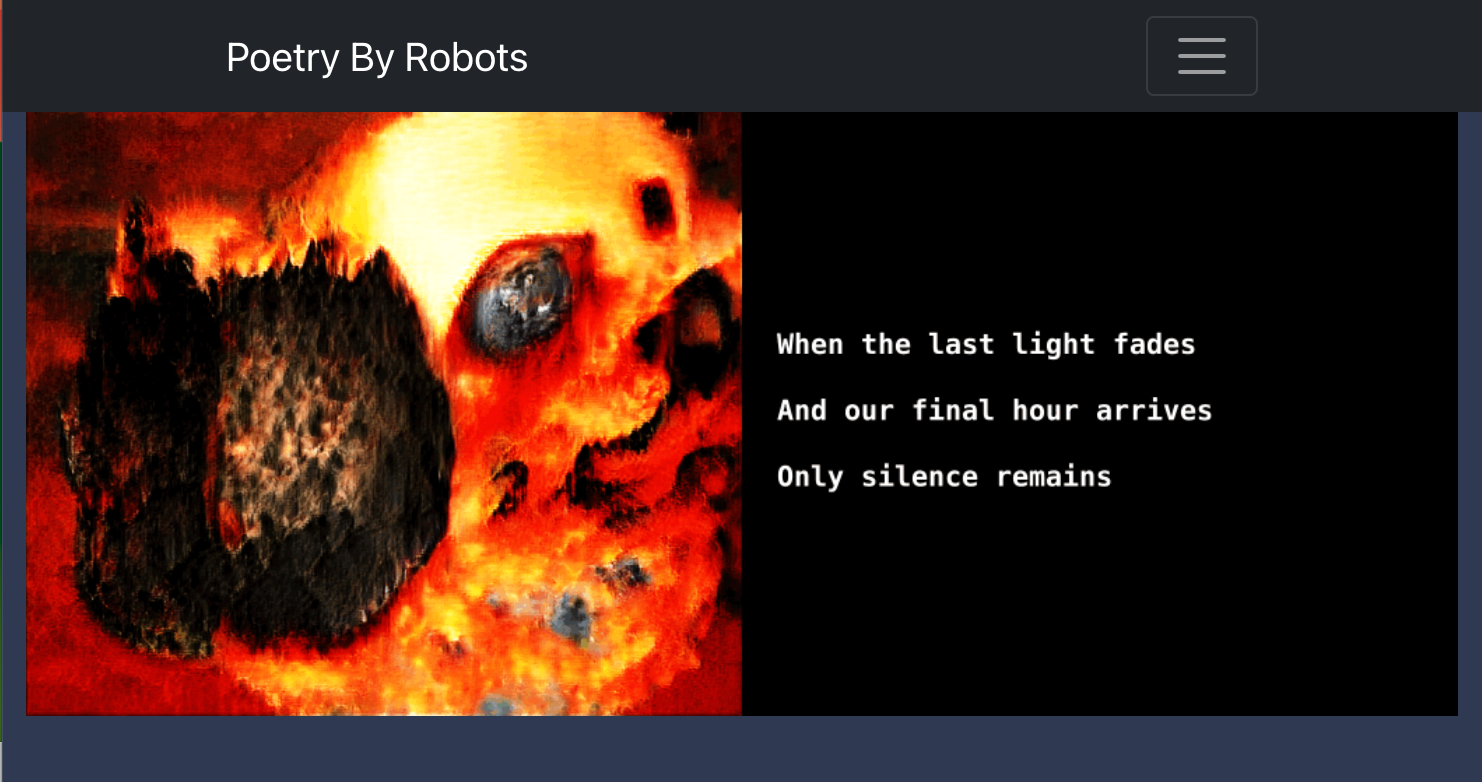 Poetry By Robots
When the last light fades
And our final hour arrives
Only silence remains